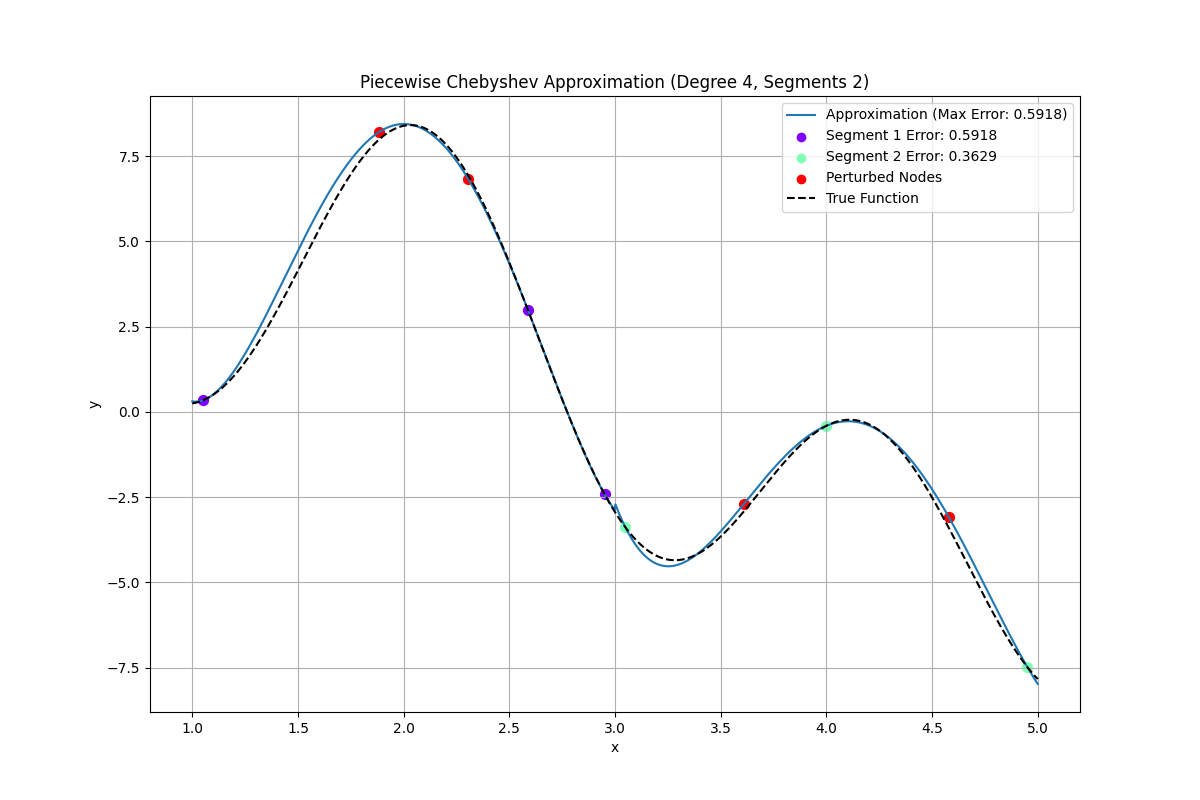 Piecewise Chebyshev Approximation (Degree 4, Segments 2)
Approximation (Max Error: 0.5918)
Segment 1 Error: 0.5918
Segment 2 Error: 0.3629
Perturbed Nodes
True Function
7.5
5.0
2.5
0.0
−2.5
−5.0
−7.5
y
1.0 1.5 2.0 2.5 3.0 3.5 4.0 4.5 5.0
x